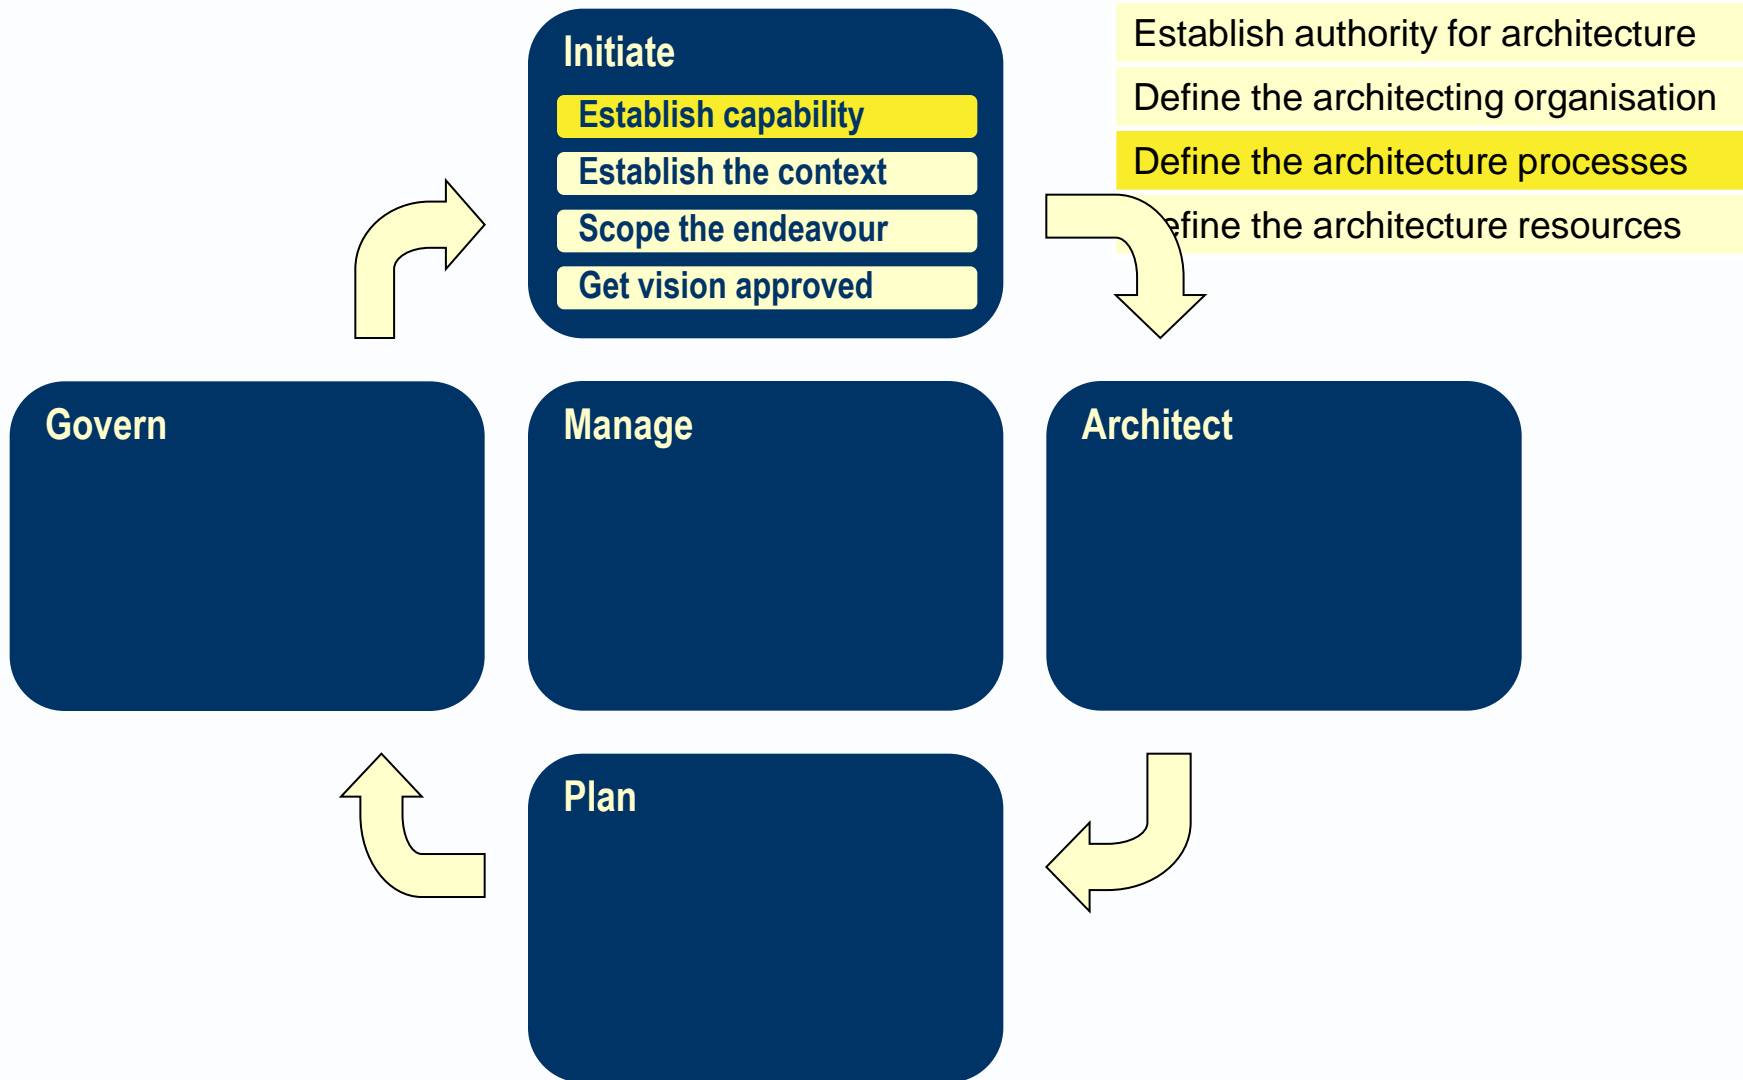 Initiate
Establish capability
Establish the context
Scope the endeavour
Get vision approved
Establish authority for architecture
Define the architecting organisation
Define the architecture processes
efine the architecture resources
Govern
Manage
Architect
Plan